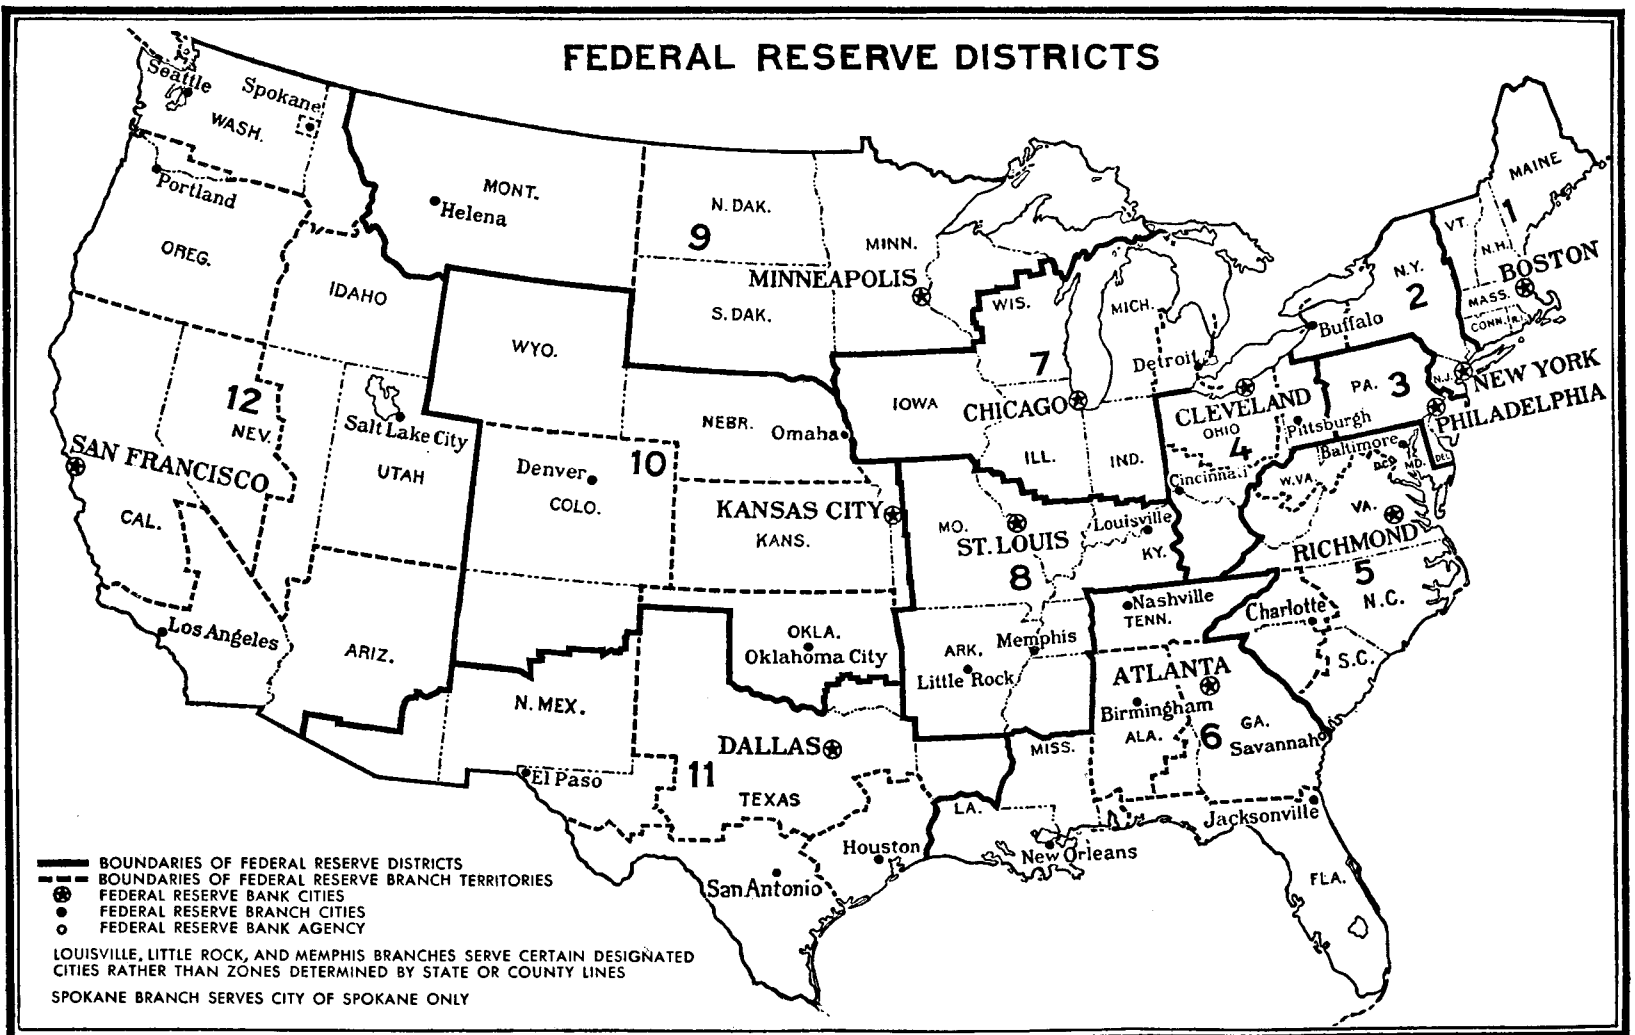 FEDERAL RESERVE DISTRICTS
Seattle
Spokane
WASH.
Portland
OREG.
IDAHO
MONT.
Helena
N. DAK.
9
MINN.
MINNEAPOLIS
S. DAK.
WYO.
WIS.
MICH.
7
Detroit
IOWA
CHICAGO
ILL.
IND.
MAINE
VT.
1
N.H.
BOSTON
MASS.
CONN.
R.I.
N.Y.
2
Buffalo
NEW YORK
N.J.
PA.
3
PHILADELPHIA
CLEVELAND
OHIO
4
Pittsburgh
Cincinnati
Baltimore
D.C.
MD.
DEL.
W.VA.
VA.
RICHMOND
5
Charlotte
N.C.
S.C.
12
NEV.
SAN FRANCISCO
CAL.
Salt Lake City
UTAH
Los Angeles
ARIZ.
Denver
10
COLO.
NEBR.
Omaha
KANSAS CITY
KANS.
OKLA.
Oklahoma City
MO.
ST. LOUIS
8
Louisville
KY.
Nashville
TENN.
ARK.
Memphis
Little Rock
N. MEX.
El Paso
DALLAS
11
TEXAS
Houston
San Antonio
LA.
New Orleans
MISS.
ATLANTA
Birmingham
ALA.
6
GA.
Savannah
Jacksonville
FLA.
BOUNDARIES OF FEDERAL RESERVE DISTRICTS
BOUNDARIES OF FEDERAL RESERVE BRANCH TERRITORIES
FEDERAL RESERVE BANK CITIES
FEDERAL RESERVE BRANCH CITIES
FEDERAL RESERVE BANK AGENCY
LOUISVILLE, LITTLE ROCK, AND MEMPHIS BRANCHES SERVE CERTAIN DESIGNATED
CITIES RATHER THAN ZONES DETERMINED BY STATE OR COUNTY LINES
SPOKANE BRANCH SERVES CITY OF SPOKANE ONLY